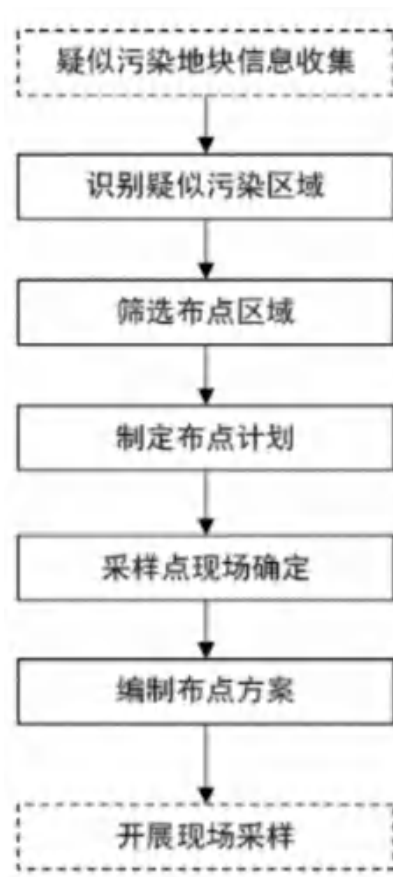 疑似污染地块信息收集
识别疑似污染区域
筛选布点区域
制定布点计划
采样点现场确定
编制布点方案
开展现场采样